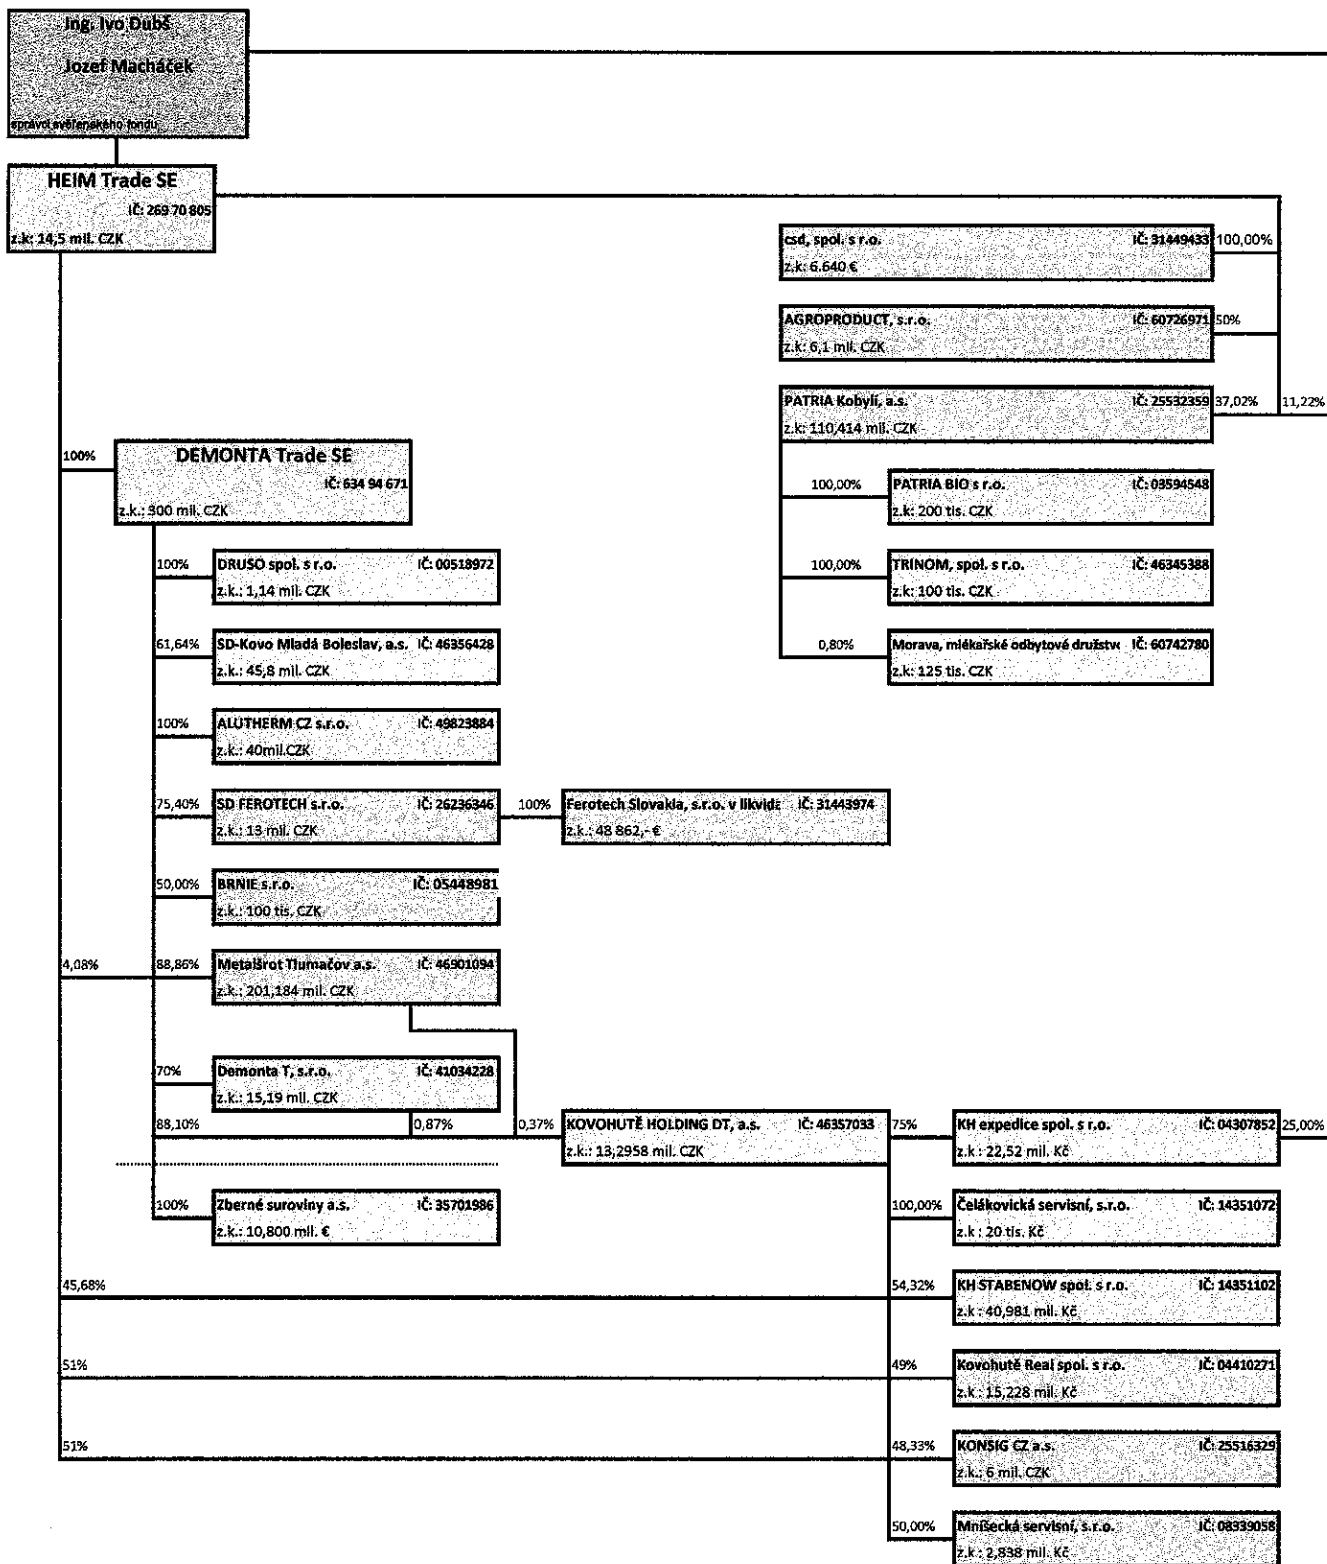 Ing. Ivo Dubš
Jozef Macháček
správci svěřenského fondu
HEIM Trade SE
IČ: 269 70 805
z.k: 14,5 mil. CZK
csd, spol. s r.o. IČ: 31449433 100,00%
z.k: 6.640 €
AGROPRODUCT, s.r.o. IČ: 60726971 50%
z.k: 6,1 mil. CZK
PATRIA Kobylí, a.s. IČ: 25532359 37,02% 11,22%
z.k: 110,414 mil. CZK
100% DEMONTA Trade SE
IČ: 634 94 671
z.k.: 300 mil. CZK
100,00% PATRIA BIO s r.o. IČ: 03594548
z.k: 200 tis. CZK
100,00% TRINOM, spol. s r.o. IČ: 46345388
z.k: 100 tis. CZK
0,80% Morava, mlékařské odbytové družstv IČ: 60742780
z.k: 125 tis. CZK
100% DRUSO spol. s r.o. IČ: 00518972
z.k.: 1,14 mil. CZK
61,64% SD-Kovo Mladá Boleslav, a.s. IČ: 46356428
z.k.: 45,8 mil. CZK
100% ALUTHERM CZ s.r.o. IČ: 49823884
z.k.: 40mil.CZK
75,40% SD FEROTECH s.r.o. IČ: 26236346 100% Ferotech Slovakia, s.r.o. v likvida IČ: 31443974
z.k.: 13 mil. CZK z.k.: 48 862,- €
50,00% BRNIE s.r.o. IČ: 05448981
z.k.: 100 tis. CZK
4,08% 88,86% Metalšrot Tlumačov a.s. IČ: 46901094
z.k.: 201,184 mil. CZK
70% Demonta T, s.r.o. IČ: 41034228
z.k.: 15,19 mil. CZK
88,10% 0,87% 0,37% KOVOHUTĚ HOLDING DT, a.s. IČ: 46357033 75% KH expedice spol. s r.o. IČ: 04307852 25,00%
z.k.: 13,2958 mil. CZK z.k.: 22,52 mil. Kč
100% Zberné suroviny a.s. IČ: 35701986 100,00% Čelákovická servisní, s.r.o. IČ: 14351072
z.k.: 10,800 mil. € z.k : 20 tis. Kč
45,68% 54,32% KH STABENOW spol. s r.o. IČ: 14351102
z.k : 40,981 mil. Kč
51% 49% Kovohutě Real spol. s r.o. IČ: 04410271
z.k.: 15,228 mil. Kč
51% 48,33% KONSIG CZ a.s. IČ: 25516329
z.k.: 6 mil. CZK
50,00% Mníšecká servisní, s.r.o. IČ: 08339058
z.k : 2,838 mil. Kč